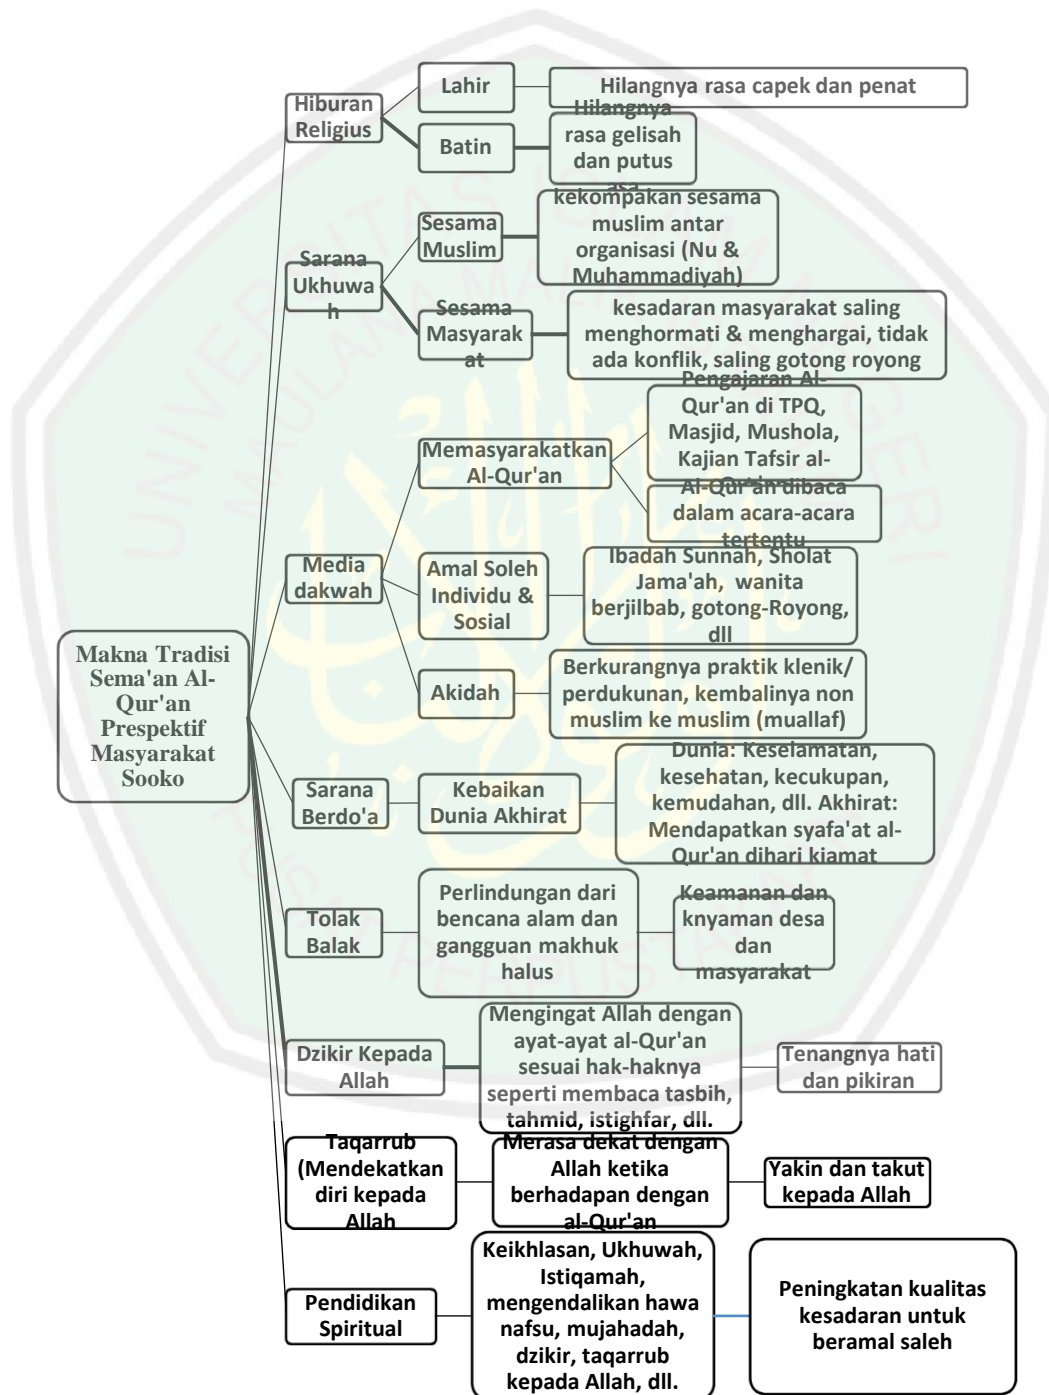 Makna Tradisi
Sema'an Al-
Qur'an
Prespektif
Masyarakat
Sooko
Hiburan
Religius
Lahir
Hilangnya rasa capek dan penat
Batin
Hilangnya
rasa gelisah
dan putus
asa
Sarana
Ukhuwa
h
Sesama
Muslim
kekompakan sesama
muslim antar
organisasi (Nu &
Muhammadiyah)
Sesama
Masyarak
at
kesadaran masyarakat saling
menghormati & menghargai, tidak
ada konflik, saling gotong royong
Media
dakwah
Memasyarakatkan
Al-Qur'an
Pengajaran Al-
Qur'an di TPQ,
Masjid, Mushola,
Kajian Tafsir al-
Al-Qur'an dibaca
dalam acara-acara
tertentu
Amal Soleh
Individu &
Sosial
Ibadah Sunnah, Sholat
Jama'ah, wanita
berjilbab, gotong-Royong,
dll
Akidah
Berkurangnya praktik klenik/
perdukunan, kembalinya non
muslim ke muslim (muallaf)
Sarana
Berdo'a
Kebaikan
Dunia Akhirat
Dunia: Keselamatan,
kesehatan, kecukupan,
kemudahan, dll. Akhirat:
Mendapatkan syafa'at al-
Qur'an dihari kiamat
Tolak
Balak
Perlindungan dari
bencana alam dan
gangguan makhuk
halus
Keamanan dan
knyaman desa
dan
masyarakat
Dzikir Kepada
Allah
Mengingat Allah dengan
ayat-ayat al-Qur'an
sesuai hak-haknya
seperti membaca tasbih,
tahmid, istighfar, dll.
Tenangnya hati
dan pikiran
Taqarrub
(Mendekatkan
diri kepada
Allah
Merasa dekat dengan
Allah ketika
berhadapan dengan
al-Qur'an
Yakin dan takut
kepada Allah
Pendidikan
Spiritual
Keikhlasan, Ukhuwah,
Istiqamah,
mengendalikan hawa
nafsu, mujahadah,
dzikir, taqarrub
kepada Allah, dll.
Peningkatan kualitas
kesadaran untuk
beramal saleh